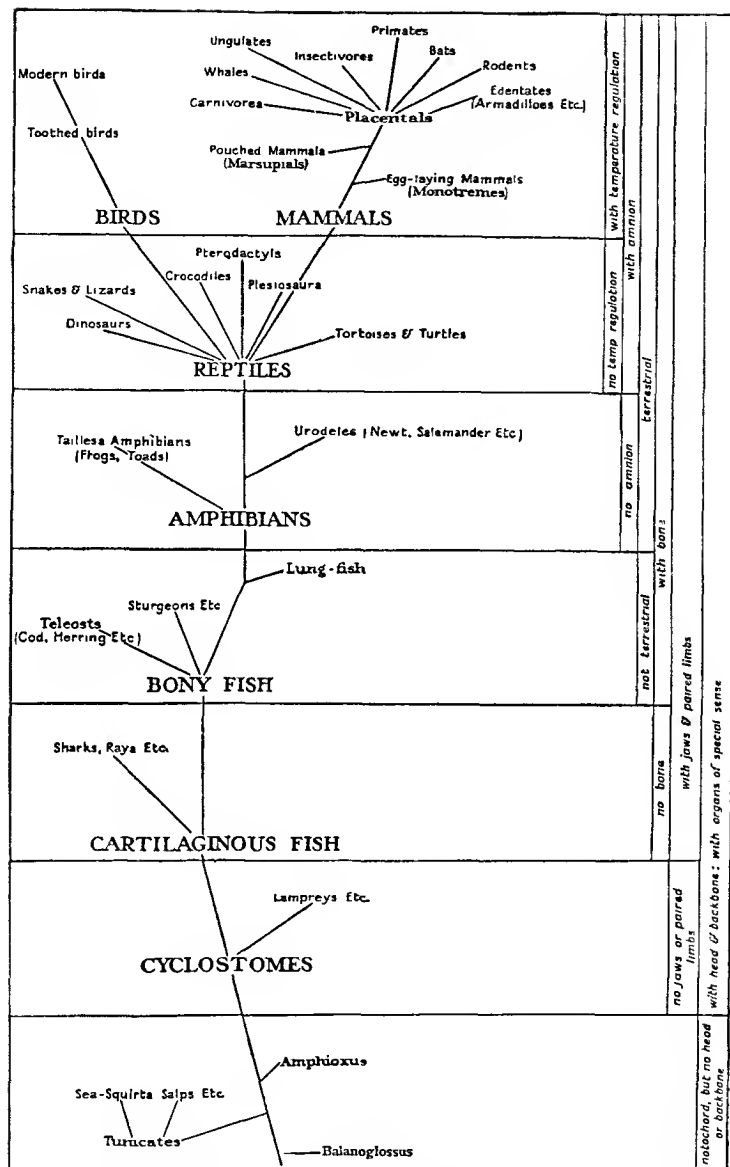 Primates
Ungulates
Insectivores
Bats
Modern birds
Whales
Rodents
Carnivorea
Edentates
(Armadilloes Etc.)
Placentals
Toothed birds
Pouched Mammals
(Marsupials)
Egg-laying Mammals
(Monotremes)
BIRDS
MAMMALS
Pterodactyls
Crocodiles
Plesiosaurs
Snakes & Lizards
Dinosaurs
Tortoises & Turtles
REPTILES
Urodeles (Newt, Salamander Etc)
Tailless Amphibians
(Frogs, Toads)
AMPHIBIANS
Lung-fish
Sturgeons Etc
Teleosts
(Cod, Herring Etc)
BONY FISH
Sharks, Rays Etc.
CARTILAGINOUS FISH
Lampreys Etc.
CYCLOSTOMES
Amphioxus
Sea-Squirts Salps Etc.
Tunicates
Balanoglossus
with temperature regulation
no temp regulation
with amnion
no amnion
terrestrial
not terrestrial
with bone
no bone
with jaws & paired limbs
no jaws or paired
limbs
with head & backbone; with organs of special sense
notochord, but no head
or backbone